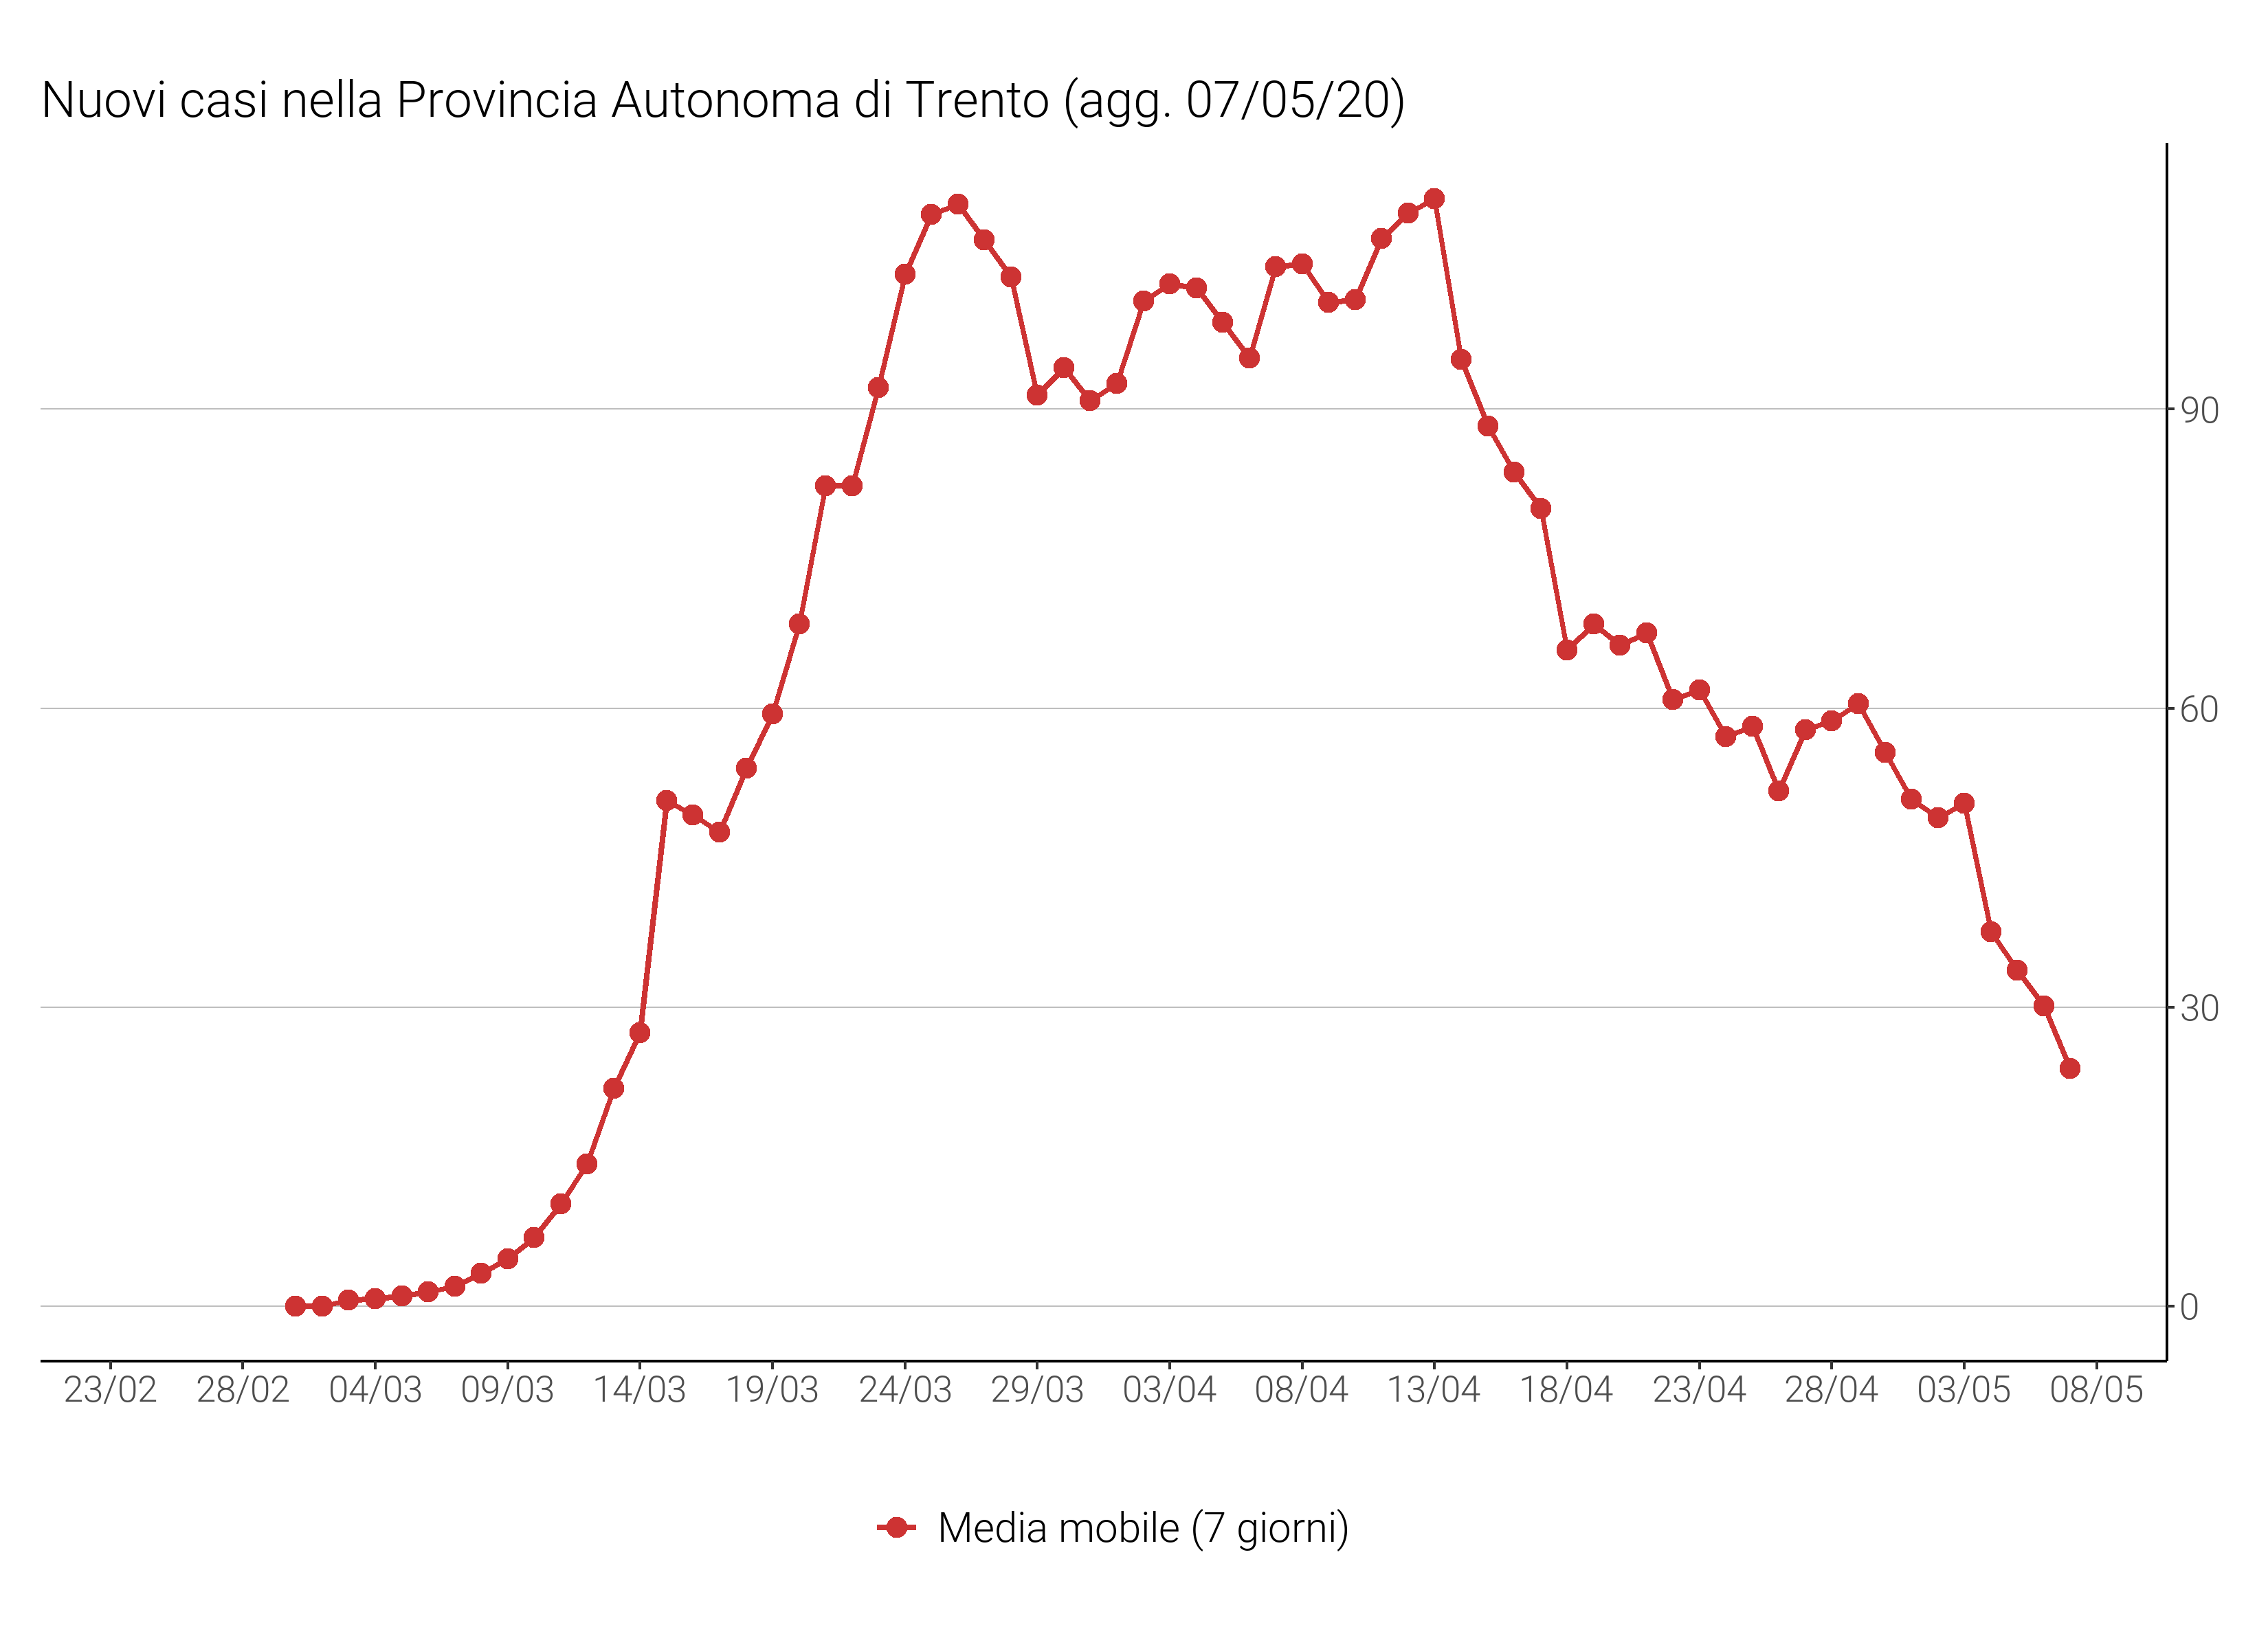 Nuovi casi nella Provincia Autonoma di Trento (agg. 07/05/20)
90
60
30
0
23/02 28/02 04/03 09/03 14/03 19/03 24/03 29/03 03/04 08/04 13/04 18/04 23/04 28/04 03/05 08/05
Media mobile (7 giorni)